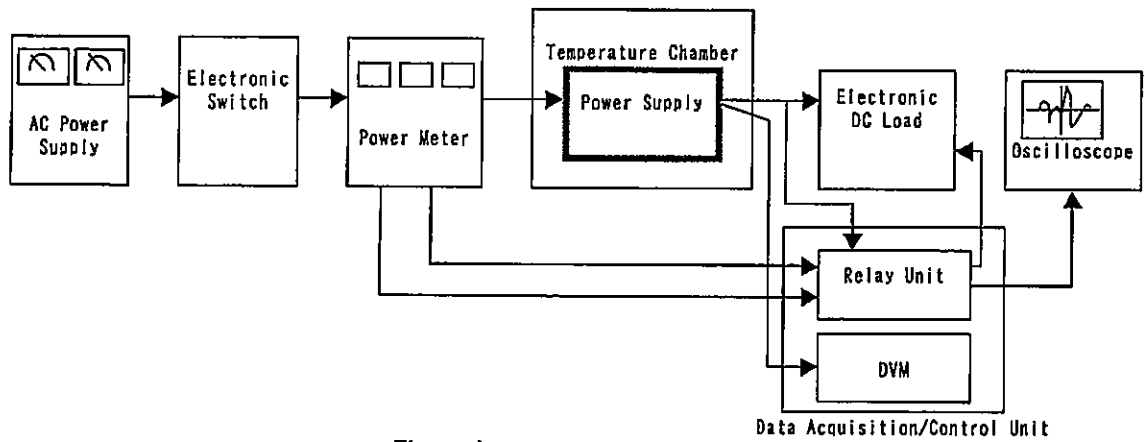 Temperature Chamber
Electronic
Switch
Power Supply
Electronic
DC Load
AC Power
Supply
Power Meter
Oscilloscope
Relay Unit
DVM
Data Acquisition/Control Unit